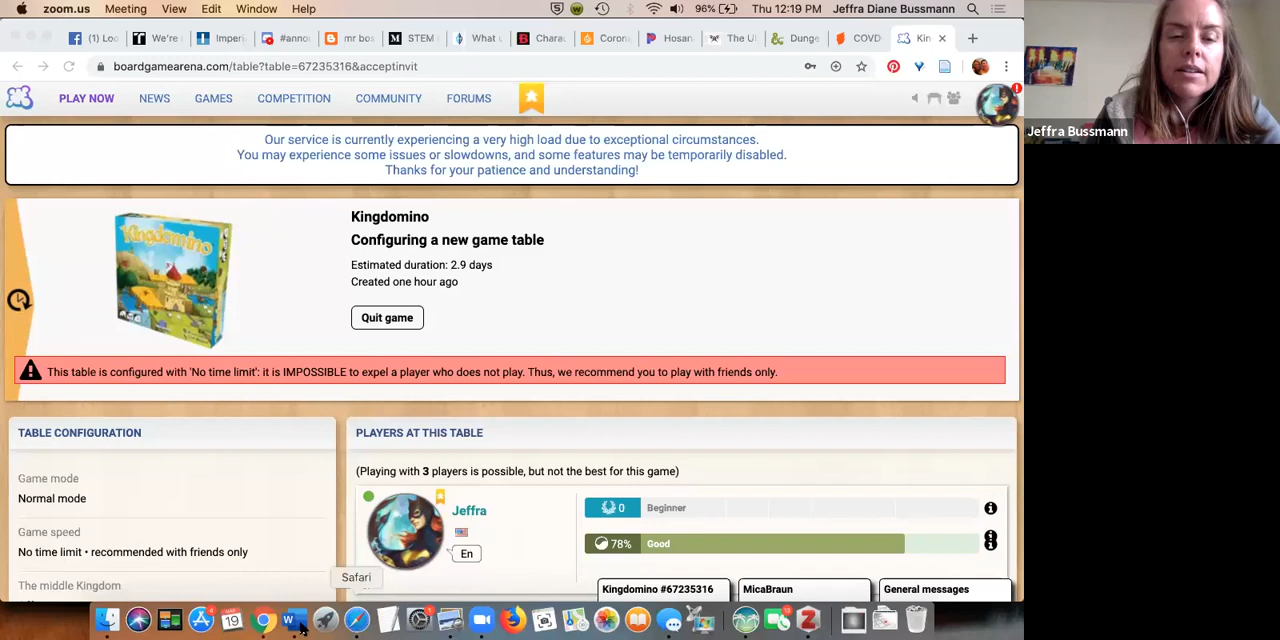 zoom.us Meeting View Edit Window Help 96% Thu 12:19 PM Jeffra Diane Bussmann
(1) Loo We're Imperi #anno mr bos STEM What u Charac Coron Hosan The U Dunge COVD Kin
boardgamearena.com/table?table=67235316&acceptinvit
PLAY NOW NEWS GAMES COMPETITION COMMUNITY FORUMS
Our service is currently experiencing a very high load due to exceptional circumstances.
You may experience some issues or slowdowns, and some features may be temporarily disabled.
Thanks for your patience and understanding!
Jeffra Bussmann
Kingdomino
Kingdomino
Configuring a new game table
Estimated duration: 2.9 days
Created one hour ago
Quit game
This table is configured with 'No time limit': it is IMPOSSIBLE to expel a player who does not play. Thus, we recommend you to play with friends only.
TABLE CONFIGURATION
Game mode
Normal mode
Game speed
No time limit • recommended with friends only
The middle Kingdom
PLAYERS AT THIS TABLE
(Playing with 3 players is possible, but not the best for this game)
Jeffra
En
0 Beginner
78% Good
Safari
Kingdomino #67235316 MicaBraun General messages
MAR 19